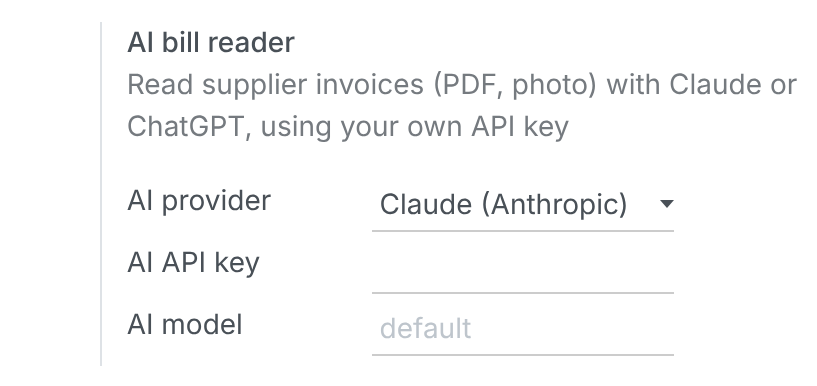 AI bill reader
Read supplier invoices (PDF, photo) with Claude or
ChatGPT, using your own API key
AI provider
Claude (Anthropic)
AI API key
AI model
default